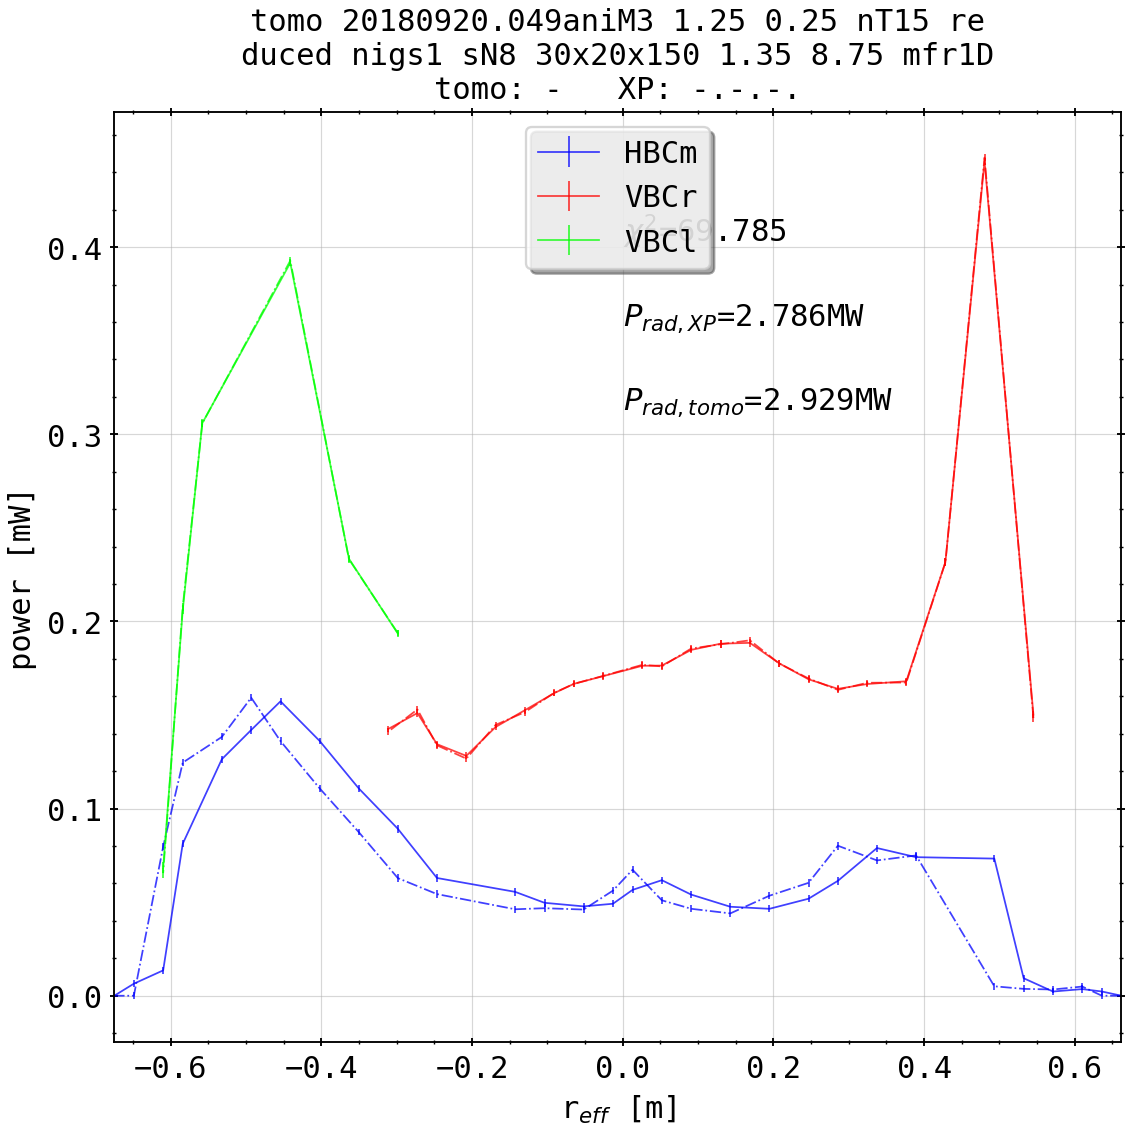 tomo 20180920.049aniM3 1.25 0.25 nT15 re
duced nigs1 sN8 30x20x150 1.35 8.75 mfr1D
tomo: -   XP: -.-.-.
HBCm
VBCr
VBCl
χ²=69.785
P_rad,XP=2.786MW
P_rad,tomo=2.929MW
power [mW]
0.4
0.3
0.2
0.1
0.0
−0.6 −0.4 −0.2 0.0 0.2 0.4 0.6
r_eff [m]